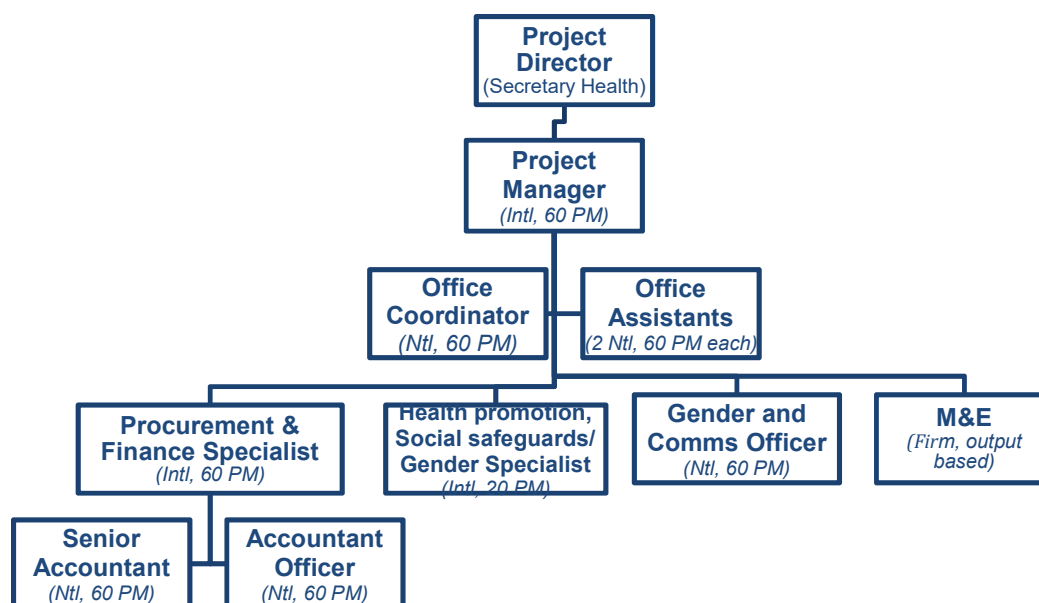 Project
Director
(Secretary Health)
Project
Manager
(Intl, 60 PM)
Office
Coordinator
(Ntl, 60 PM)
Office
Assistants
(2 Ntl, 60 PM each)
Procurement &
Finance Specialist
(Intl, 60 PM)
Health promotion,
Social safeguards/
Gender Specialist
(Intl, 20 PM)
Gender and
Comms Officer
(Ntl, 60 PM)
M&E
(Firm, output
based)
Senior
Accountant
(Ntl, 60 PM)
Accountant
Officer
(Ntl, 60 PM)